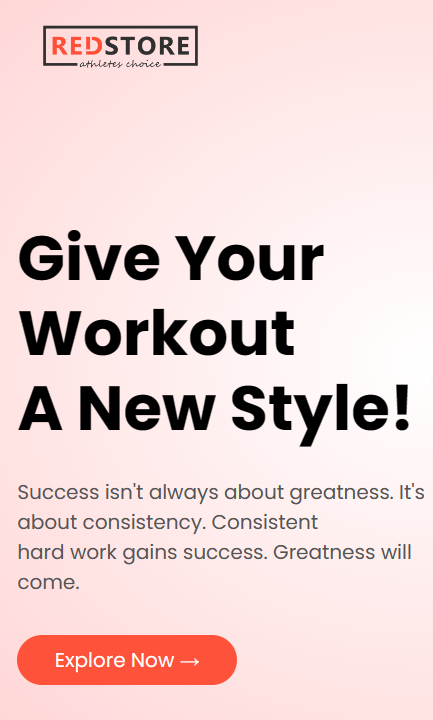 REDSTORE
athletes choice
Give Your
Workout
A New Style!
Success isn't always about greatness. It's
about consistency. Consistent
hard work gains success. Greatness will
come.
Explore Now →